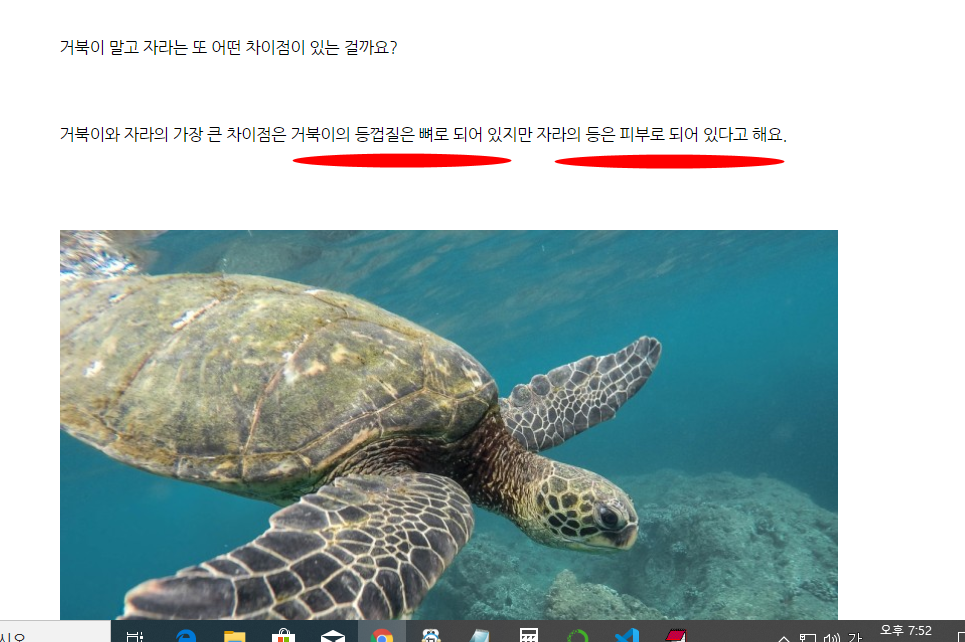 거북이 말고 자라는 또 어떤 차이점이 있는 걸까요?
거북이와 자라의 가장 큰 차이점은 거북이의 등껍질은 뼈로 되어 있지만 자라의 등은 피부로 되어 있다고 해요.
시오
가
오후 7:52